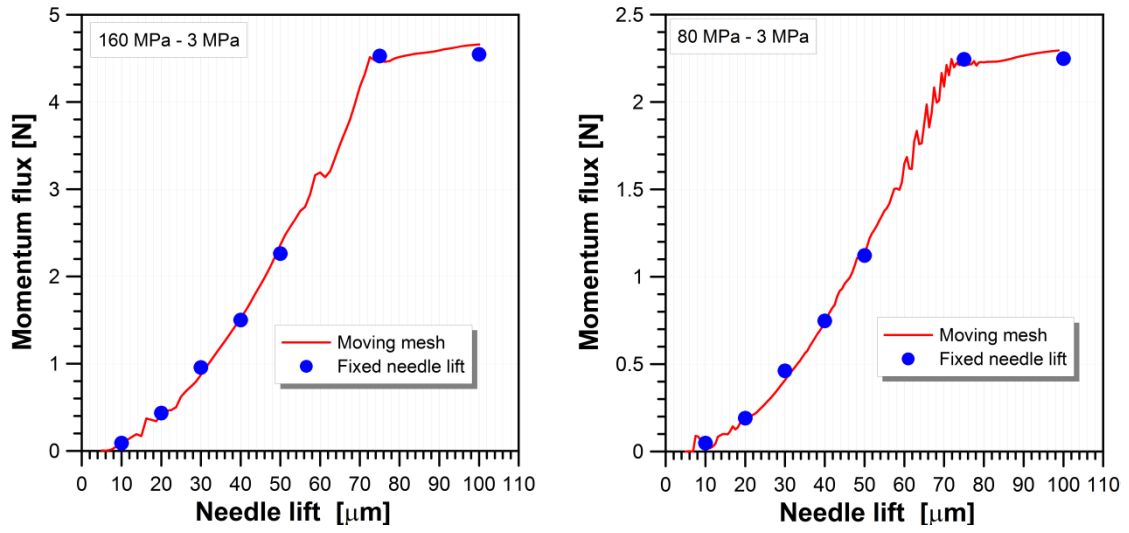 160 MPa - 3 MPa
Momentum flux [N]
5
4
3
2
1
0
Moving mesh
Fixed needle lift
0 10 20 30 40 50 60 70 80 90 100 110
Needle lift [μm]
80 MPa - 3 MPa
Momentum flux [N]
2.5
2
1.5
1
0.5
0
Moving mesh
Fixed needle lift
0 10 20 30 40 50 60 70 80 90 100 110
Needle lift [μm]